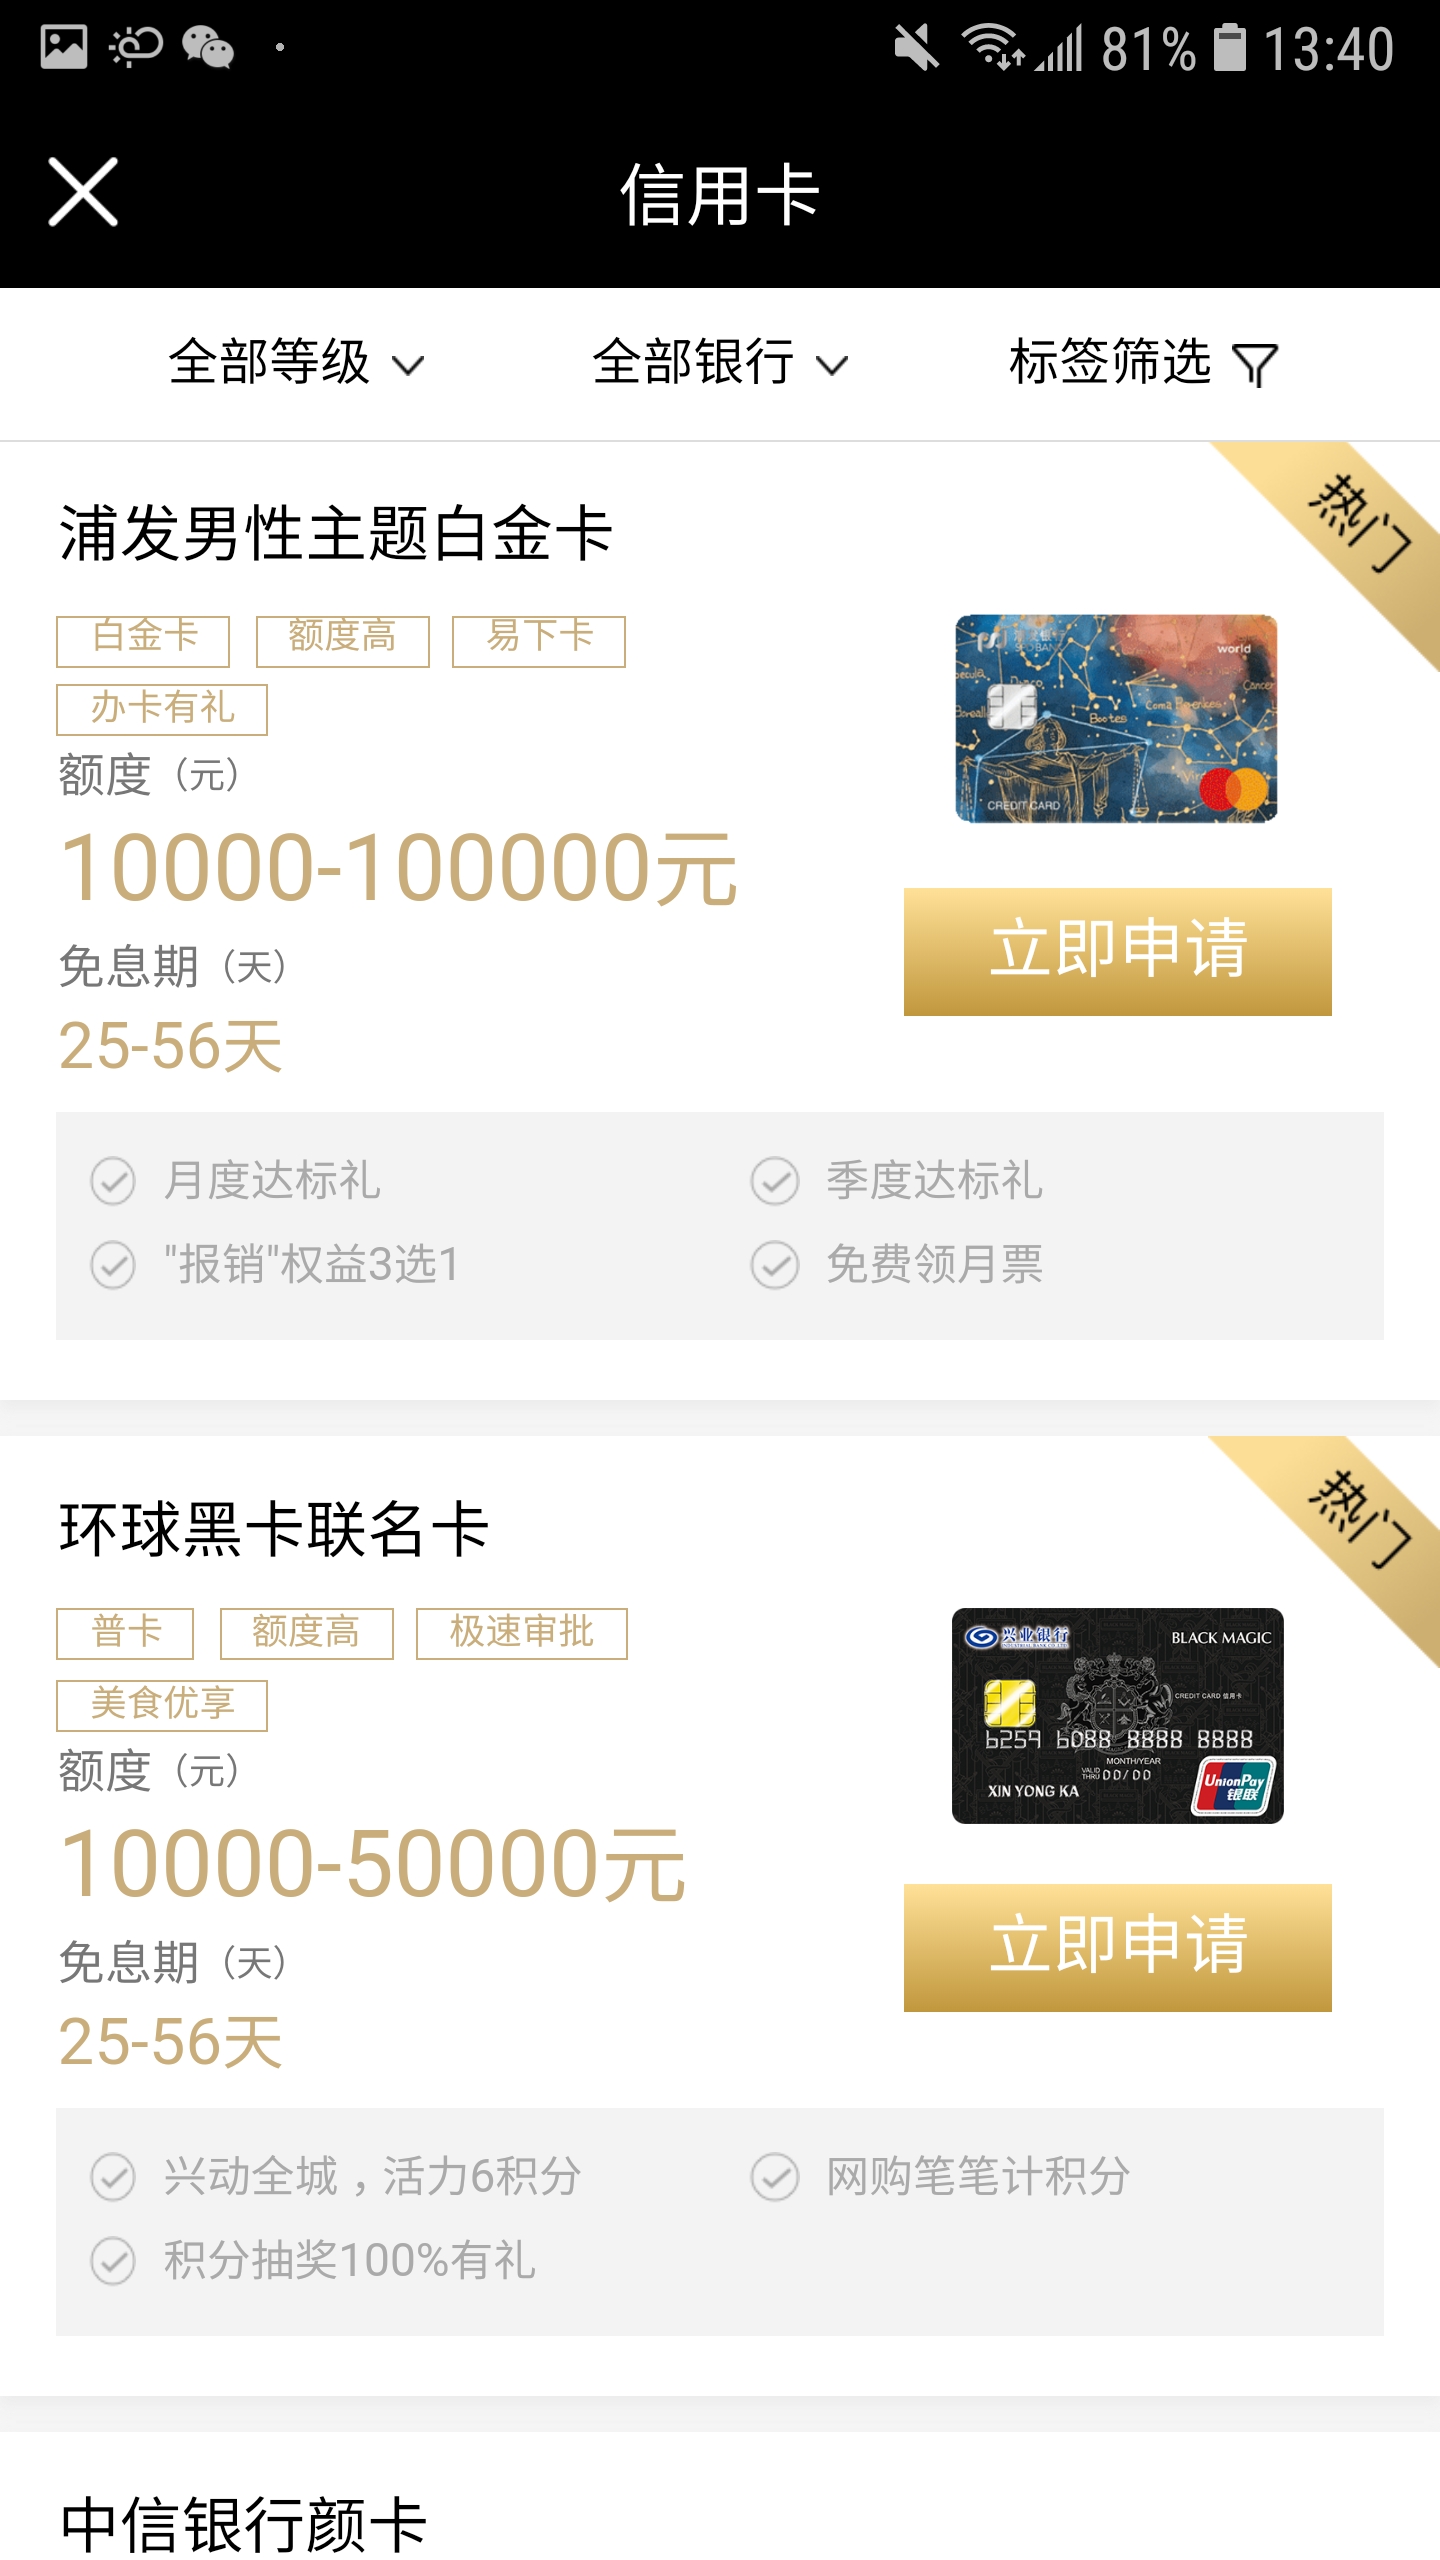 81% 13:40
信用卡
全部等级 全部银行 标签筛选
热门
浦发男性主题白金卡
白金卡 额度高 易下卡
办卡有礼
world
CREDIT CARD
额度（元）
10000-100000元
立即申请
免息期（天）
25-56天
月度达标礼 季度达标礼
"报销"权益3选1 免费领月票
热门
环球黑卡联名卡
普卡 额度高 极速审批
美食优享
兴业银行 BLACK MAGIC
CREDIT CARD 信用卡
6259 6088 8888 8888
MONTH/YEAR
VALID THRU 00/00
XIN YONG KA
UnionPay
银联
额度（元）
10000-50000元
立即申请
免息期（天）
25-56天
兴动全城，活力6积分 网购笔笔计积分
积分抽奖100%有礼
中信银行颜卡